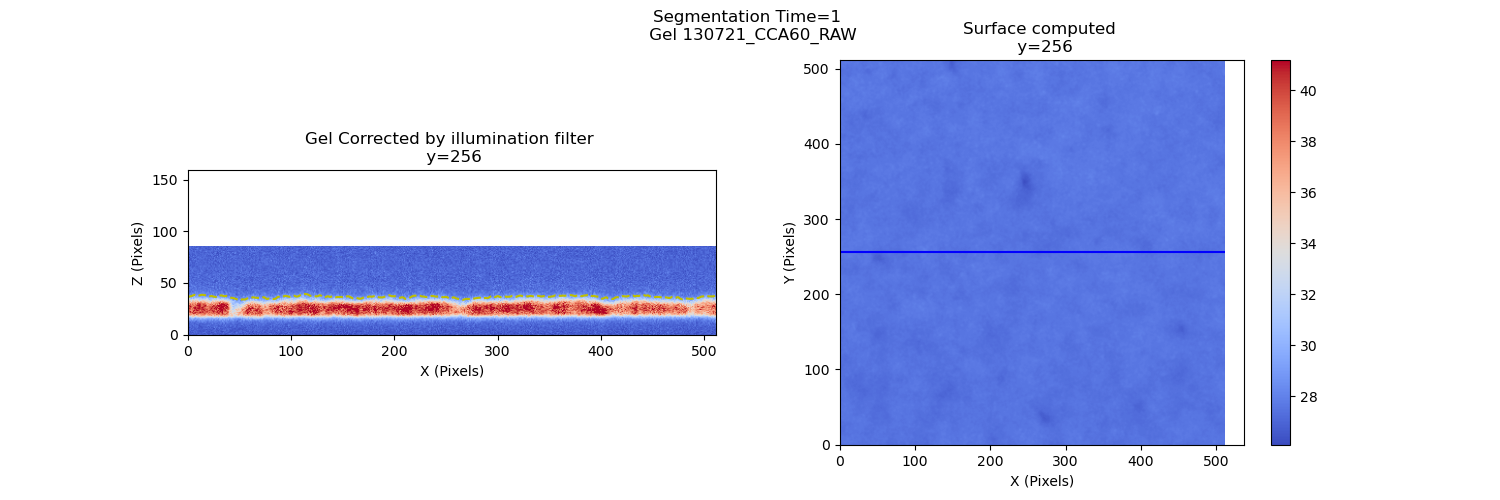 Segmentation Time=1
Gel 130721_CCA60_RAW
Gel Corrected by illumination filter
y=256
Z (Pixels)
150
100
50
0
0 100 200 300 400 500
X (Pixels)
Surface computed
y=256
Y (Pixels)
500
400
300
200
100
0
0 100 200 300 400 500
X (Pixels)
40
38
36
34
32
30
28